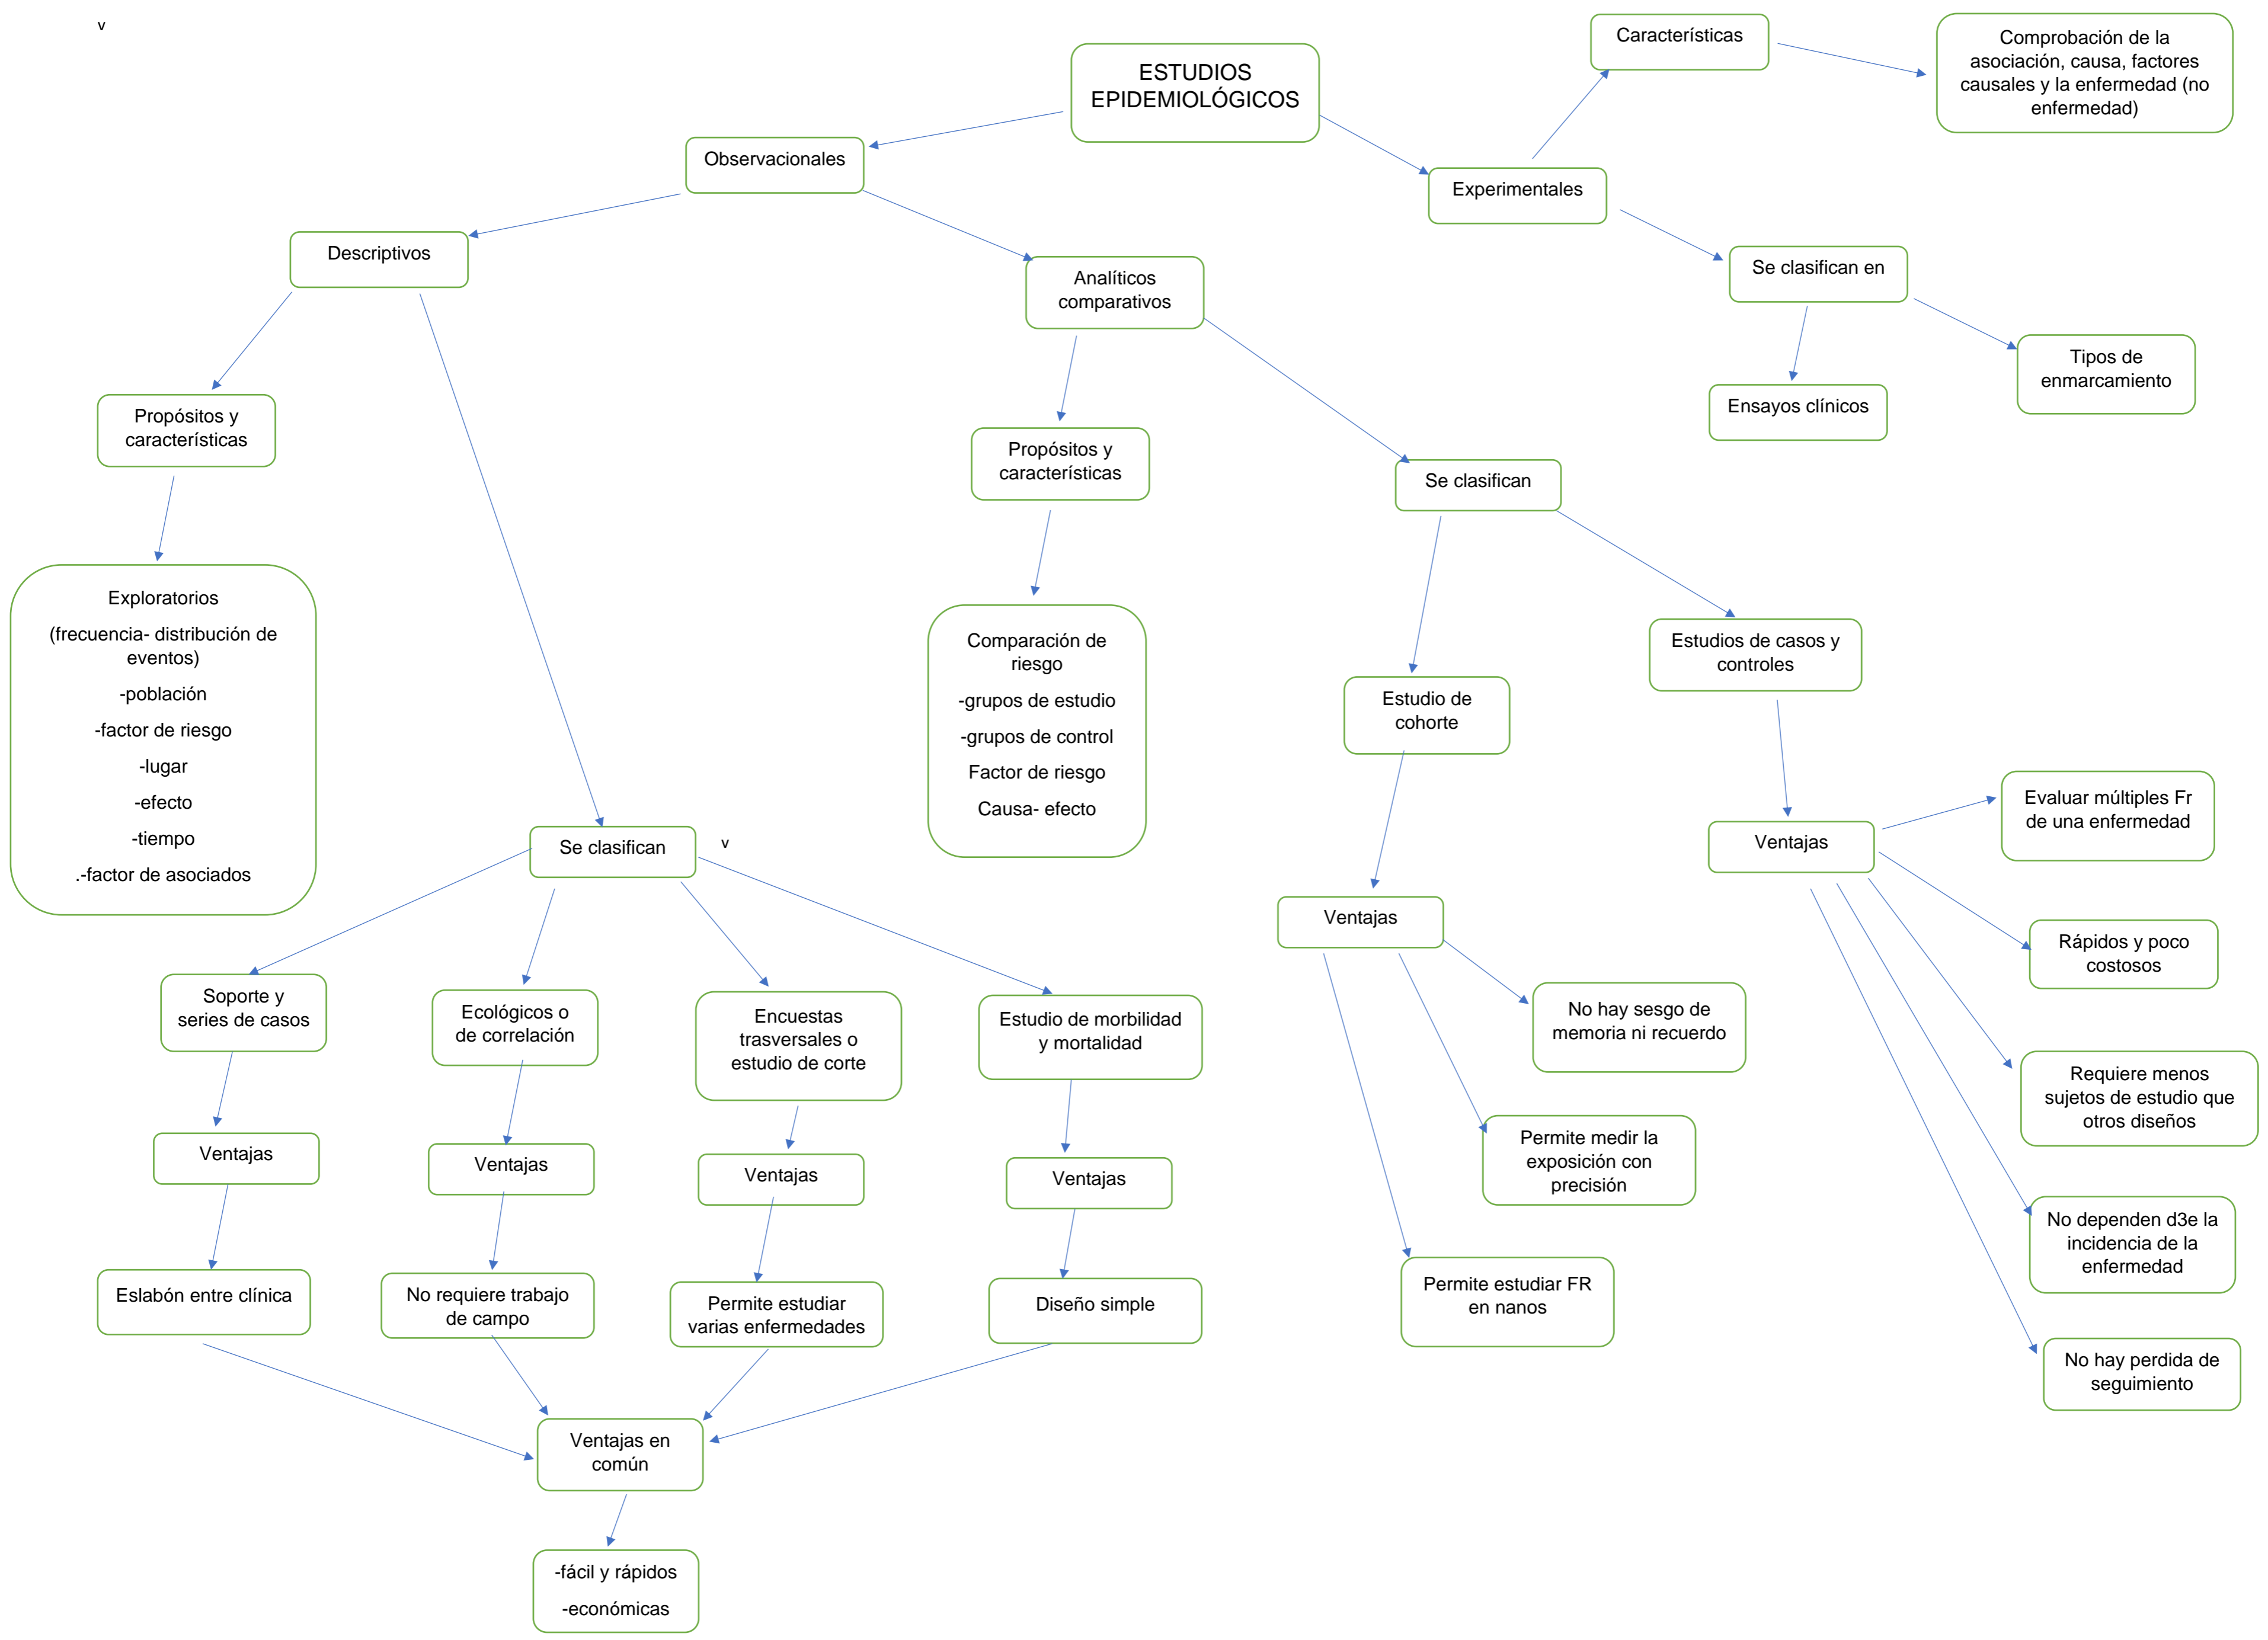 v
ESTUDIOS
EPIDEMIOLÓGICOS
Características
Comprobación de la
asociación, causa, factores
causales y la enfermedad (no
enfermedad)
Observacionales
Experimentales
Descriptivos
Analíticos
comparativos
Se clasifican en
Ensayos clínicos
Tipos de
enmarcamiento
Propósitos y
características
Propósitos y
características
Se clasifican
Exploratorios
(frecuencia- distribución de
eventos)
-población
-factor de riesgo
-lugar
-efecto
-tiempo
.-factor de asociados
Comparación de
riesgo
-grupos de estudio
-grupos de control
Factor de riesgo
Causa- efecto
Estudio de
cohorte
Estudios de casos y
controles
Se clasifican
v
Ventajas
Evaluar múltiples Fr
de una enfermedad
Rápidos y poco
costosos
Requiere menos
sujetos de estudio que
otros diseños
No dependen d3e la
incidencia de la
enfermedad
No hay perdida de
seguimiento
Ventajas
No hay sesgo de
memoria ni recuerdo
Permite medir la
exposición con
precisión
Permite estudiar FR
en nanos
Soporte y
series de casos
Ecológicos o
de correlación
Encuestas
trasversales o
estudio de corte
Estudio de morbilidad
y mortalidad
Ventajas
Ventajas
Ventajas
Ventajas
Eslabón entre clínica
No requiere trabajo
de campo
Permite estudiar
varias enfermedades
Diseño simple
Ventajas en
común
-fácil y rápidos
-económicas